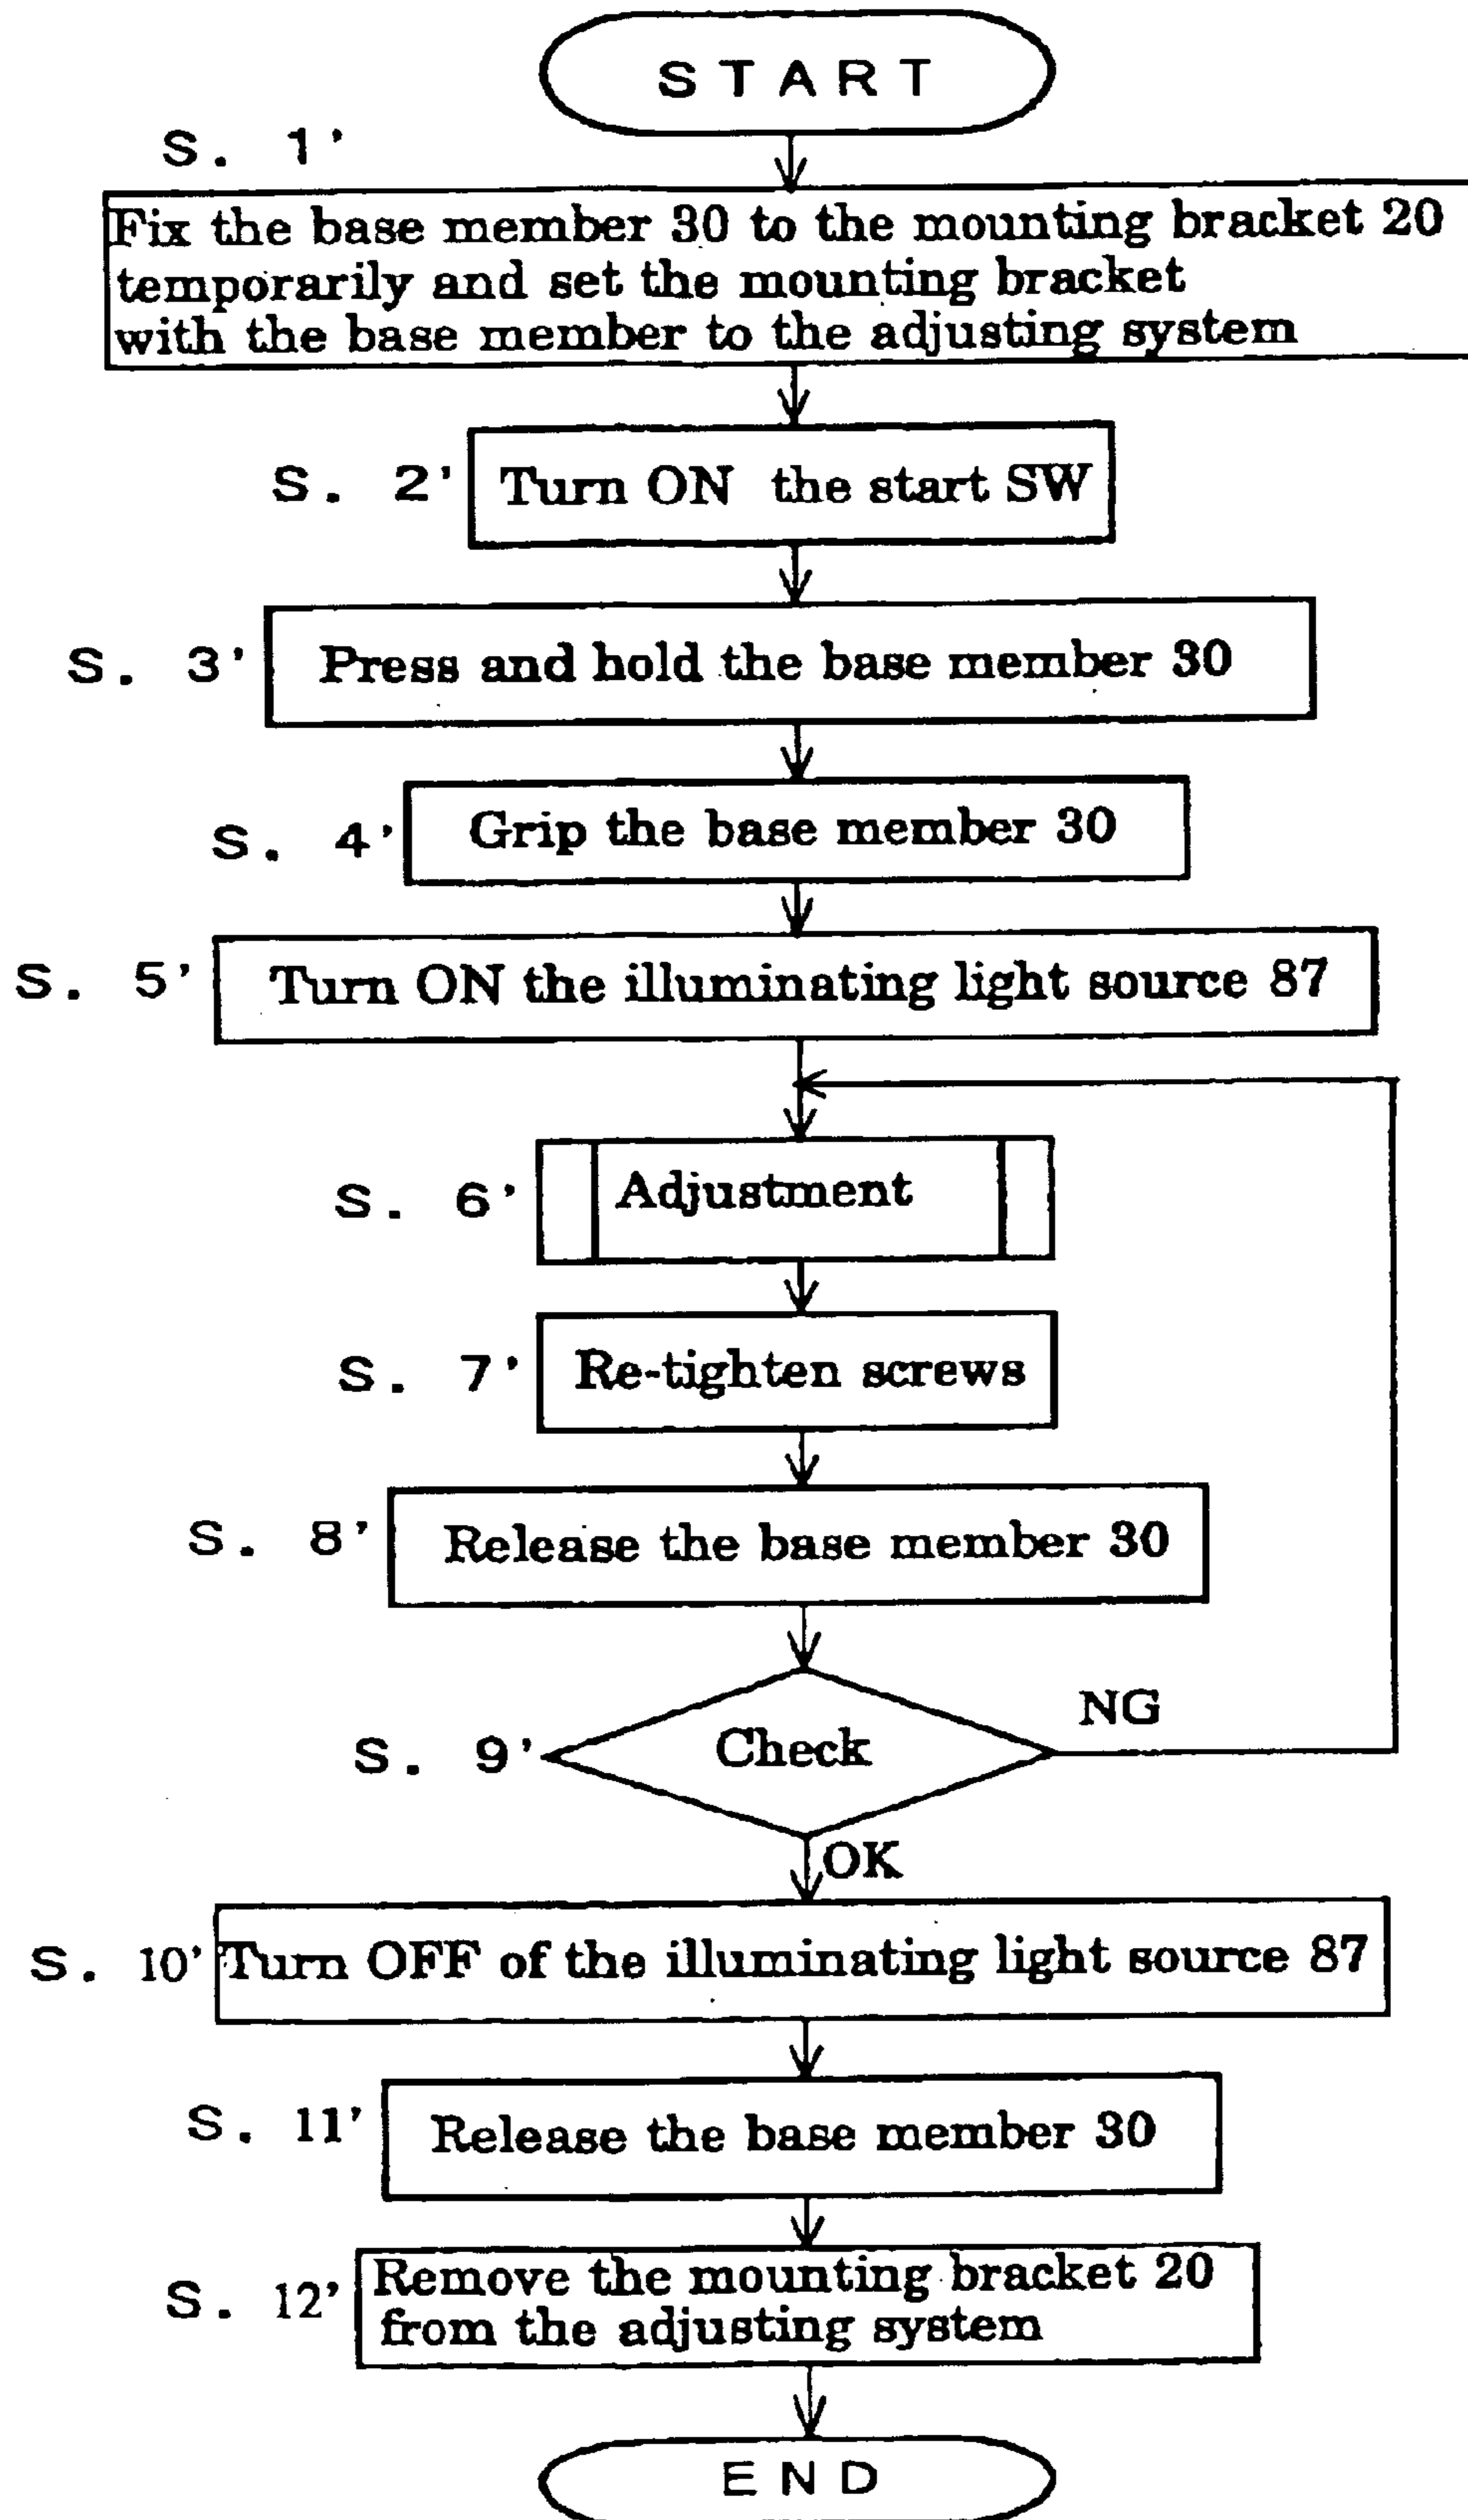 START
S. 1'
Fix the base member 30 to the mounting bracket 20
temporarily and set the mounting bracket
with the base member to the adjusting system
S. 2'
Turn ON the start SW
S. 3'
Press and hold the base member 30
S. 4'
Grip the base member 30
S. 5'
Turn ON the illuminating light source 87
S. 6'
Adjustment
S. 7'
Re-tighten screws
S. 8'
Release the base member 30
S. 9'
Check
NG
OK
S. 10'
Turn OFF of the illuminating light source 87
S. 11'
Release the base member 30
S. 12'
Remove the mounting bracket 20
from the adjusting system
END